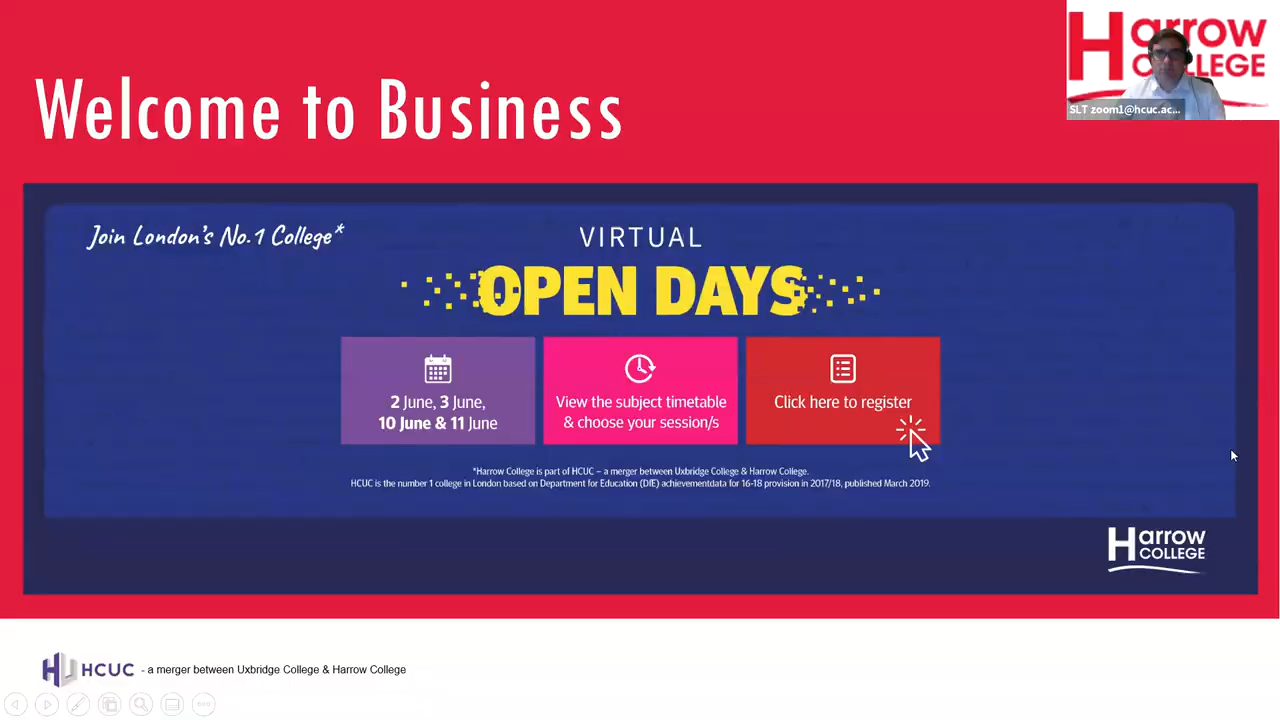 Harrow
COLLEGE
SLT zoom1@hcuc.ac...
Welcome to Business
Join London's No.1 College*
VIRTUAL
OPEN DAYS
2 June, 3 June,
10 June & 11 June
View the subject timetable
& choose your session/s
Click here to register
*Harrow College is part of HCUC – a merger between Uxbridge College & Harrow College.
HCUC is the number 1 college in London based on Department for Education (DfE) achievementdata for 16-18 provision in 2017/18, published March 2019.
Harrow
COLLEGE
HCUC - a merger between Uxbridge College & Harrow College